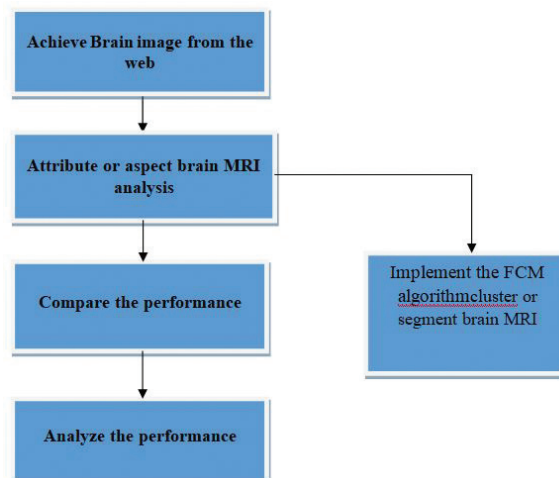 Achieve Brain image from the
web
Attribute or aspect brain MRI
analysis
Implement the FCM
algorithmcluster or
segment brain MRI
Compare the performance
Analyze the performance